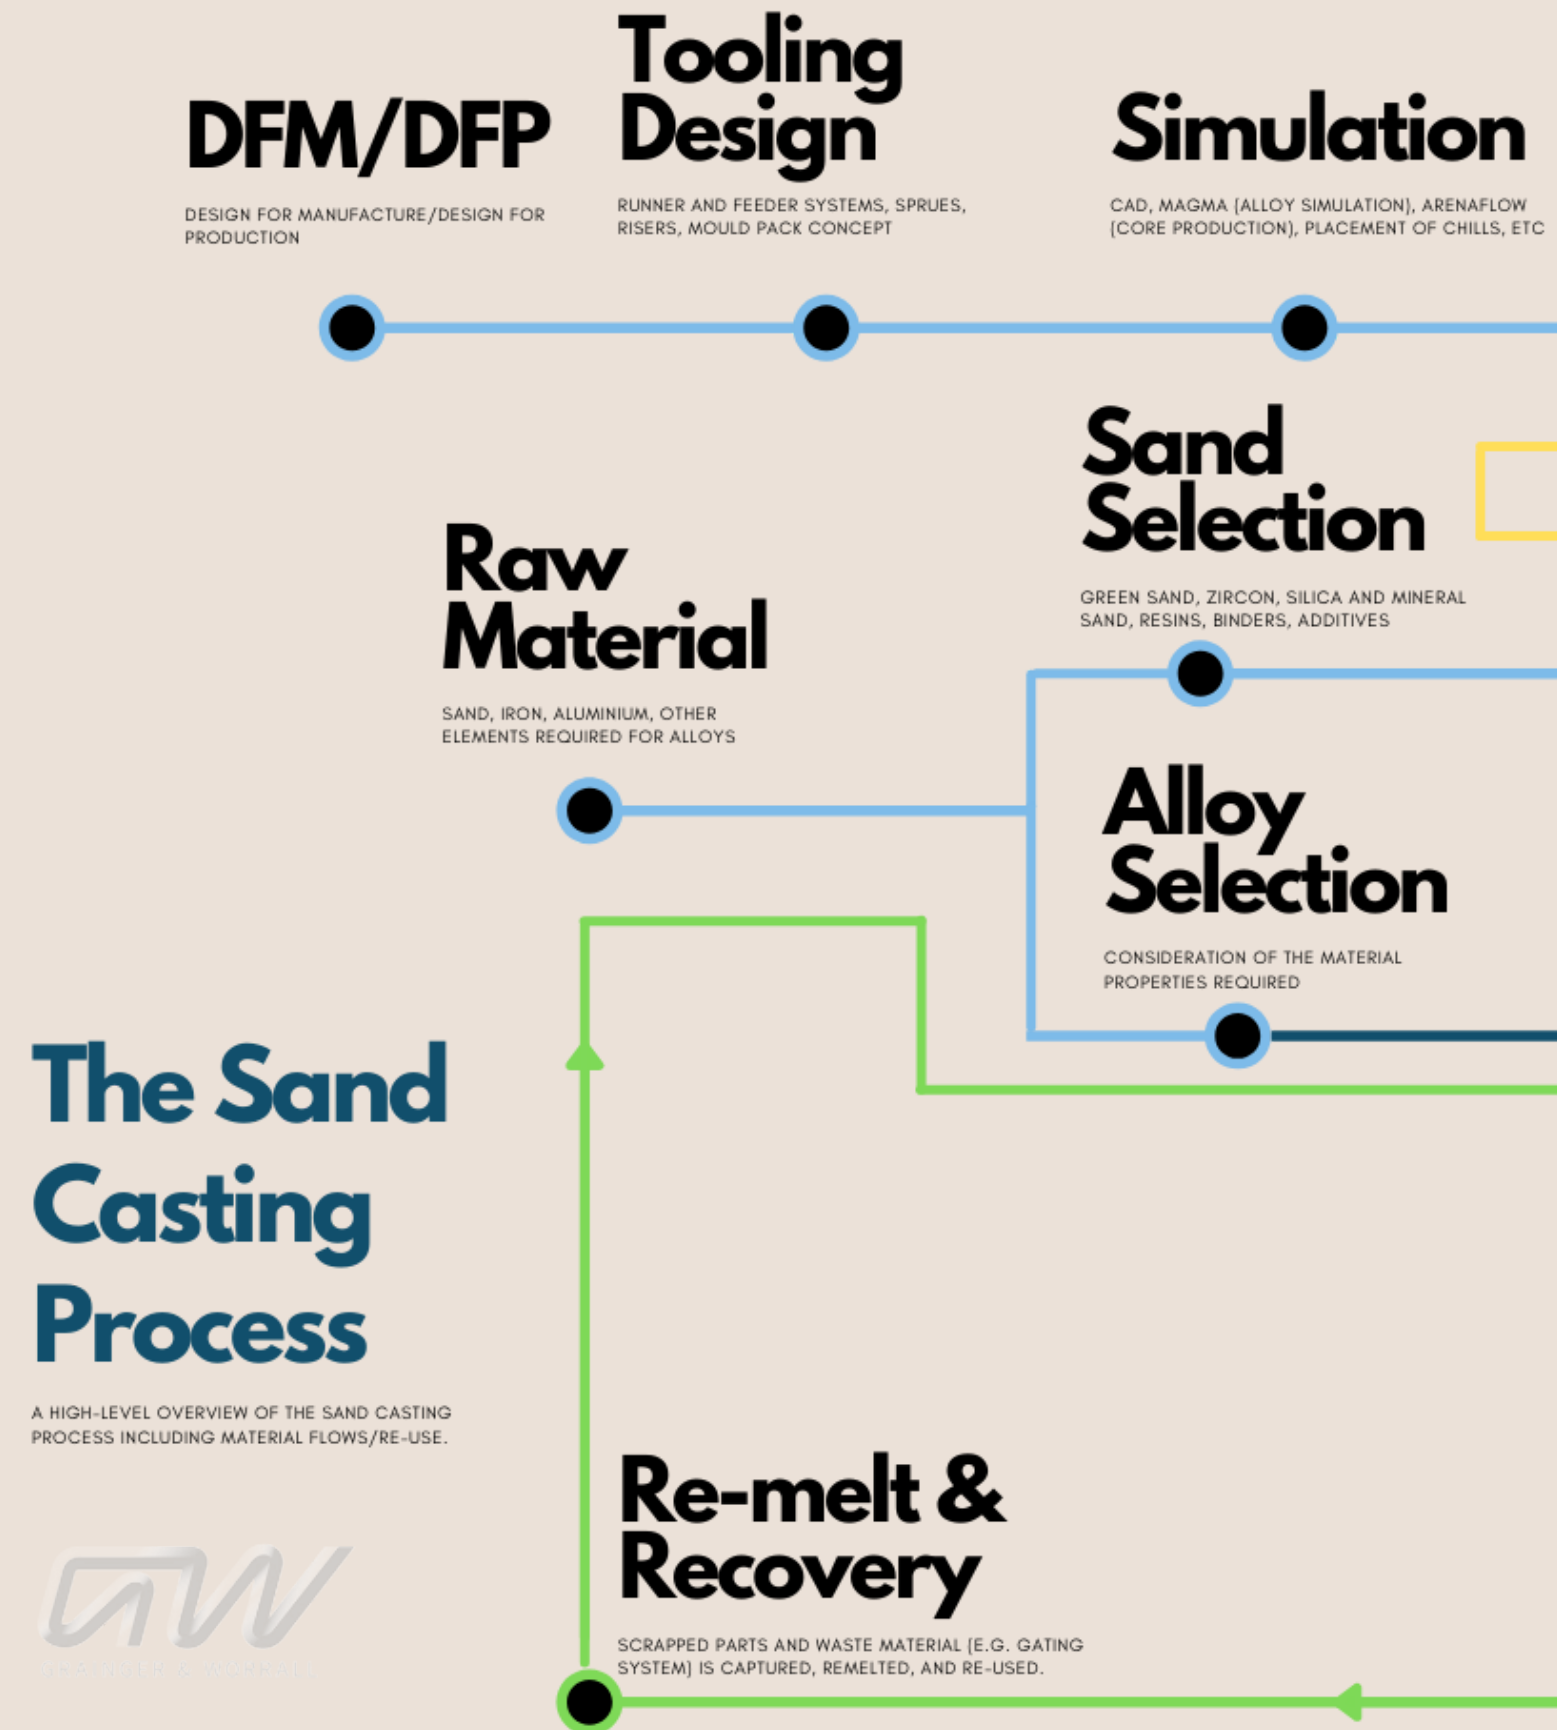 Tooling
Design
DFM/DFP
Simulation
RUNNER AND FEEDER SYSTEMS, SPRUES,
RISERS, MOULD PACK CONCEPT
CAD, MAGMA (ALLOY SIMULATION), ARENAFLOW
(CORE PRODUCTION), PLACEMENT OF CHILLS, ETC
DESIGN FOR MANUFACTURE/DESIGN FOR
PRODUCTION
Sand
Selection
GREEN SAND, ZIRCON, SILICA AND MINERAL
SAND, RESINS, BINDERS, ADDITIVES
Raw
Material
SAND, IRON, ALUMINIUM, OTHER
ELEMENTS REQUIRED FOR ALLOYS
Alloy
Selection
CONSIDERATION OF THE MATERIAL
PROPERTIES REQUIRED
The Sand
Casting
Process
A HIGH-LEVEL OVERVIEW OF THE SAND CASTING
PROCESS INCLUDING MATERIAL FLOWS/RE-USE.
GW
Re-melt &
Recovery
SCRAPPED PARTS AND WASTE MATERIAL (E.G. GATING
SYSTEM) IS CAPTURED, REMELTED, AND RE-USED.